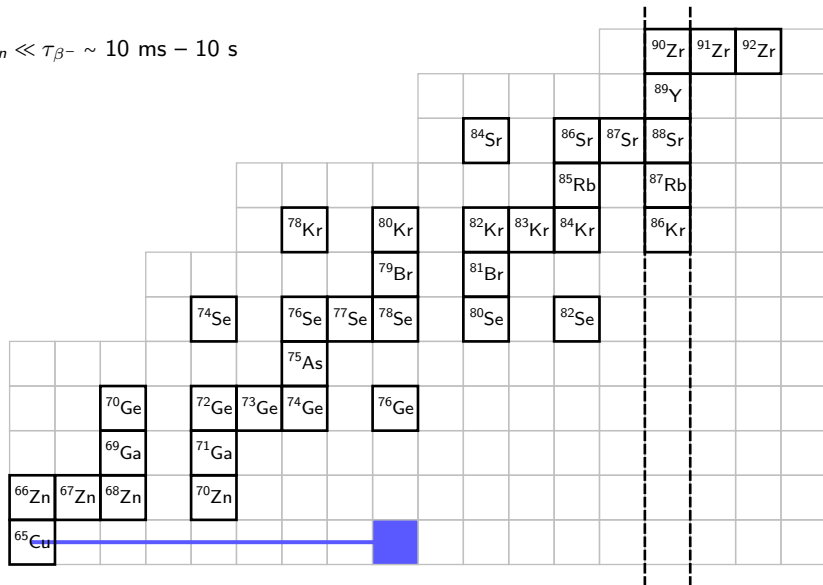 n ≪ τβ− ~ 10 ms – 10 s
⁹⁰Zr ⁹¹Zr ⁹²Zr
⁸⁹Y
⁸⁴Sr ⁸⁶Sr ⁸⁷Sr ⁸⁸Sr
⁸⁵Rb ⁸⁷Rb
⁷⁸Kr ⁸⁰Kr ⁸²Kr ⁸³Kr ⁸⁴Kr ⁸⁶Kr
⁷⁹Br ⁸¹Br
⁷⁴Se ⁷⁶Se ⁷⁷Se ⁷⁸Se ⁸⁰Se ⁸²Se
⁷⁵As
⁷⁰Ge ⁷²Ge ⁷³Ge ⁷⁴Ge ⁷⁶Ge
⁶⁹Ga ⁷¹Ga
⁶⁶Zn ⁶⁷Zn ⁶⁸Zn ⁷⁰Zn
⁶⁵Cu